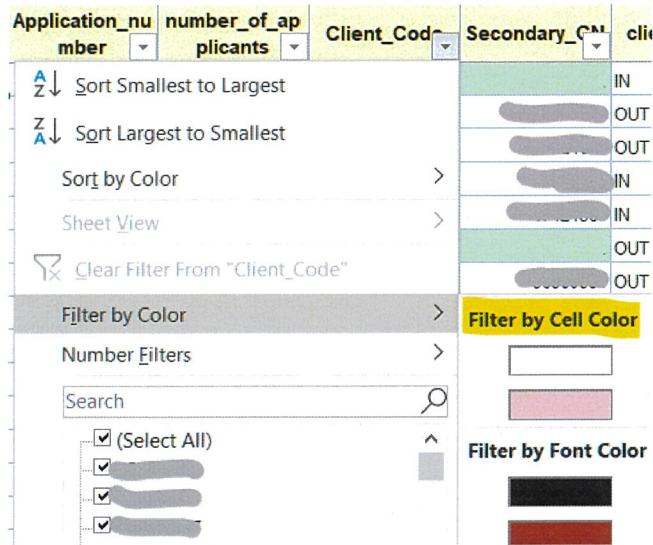 Application_nu
mber
number_of_ap
plicants
Client_Code
Secondary_CN
clie
Sort Smallest to Largest
Sort Largest to Smallest
Sort by Color
Sheet View
Clear Filter From "Client_Code"
Filter by Color
Number Filters
Search
(Select All)
IN
OUT
OUT
IN
IN
OUT
OUT
Filter by Cell Color
Filter by Font Color